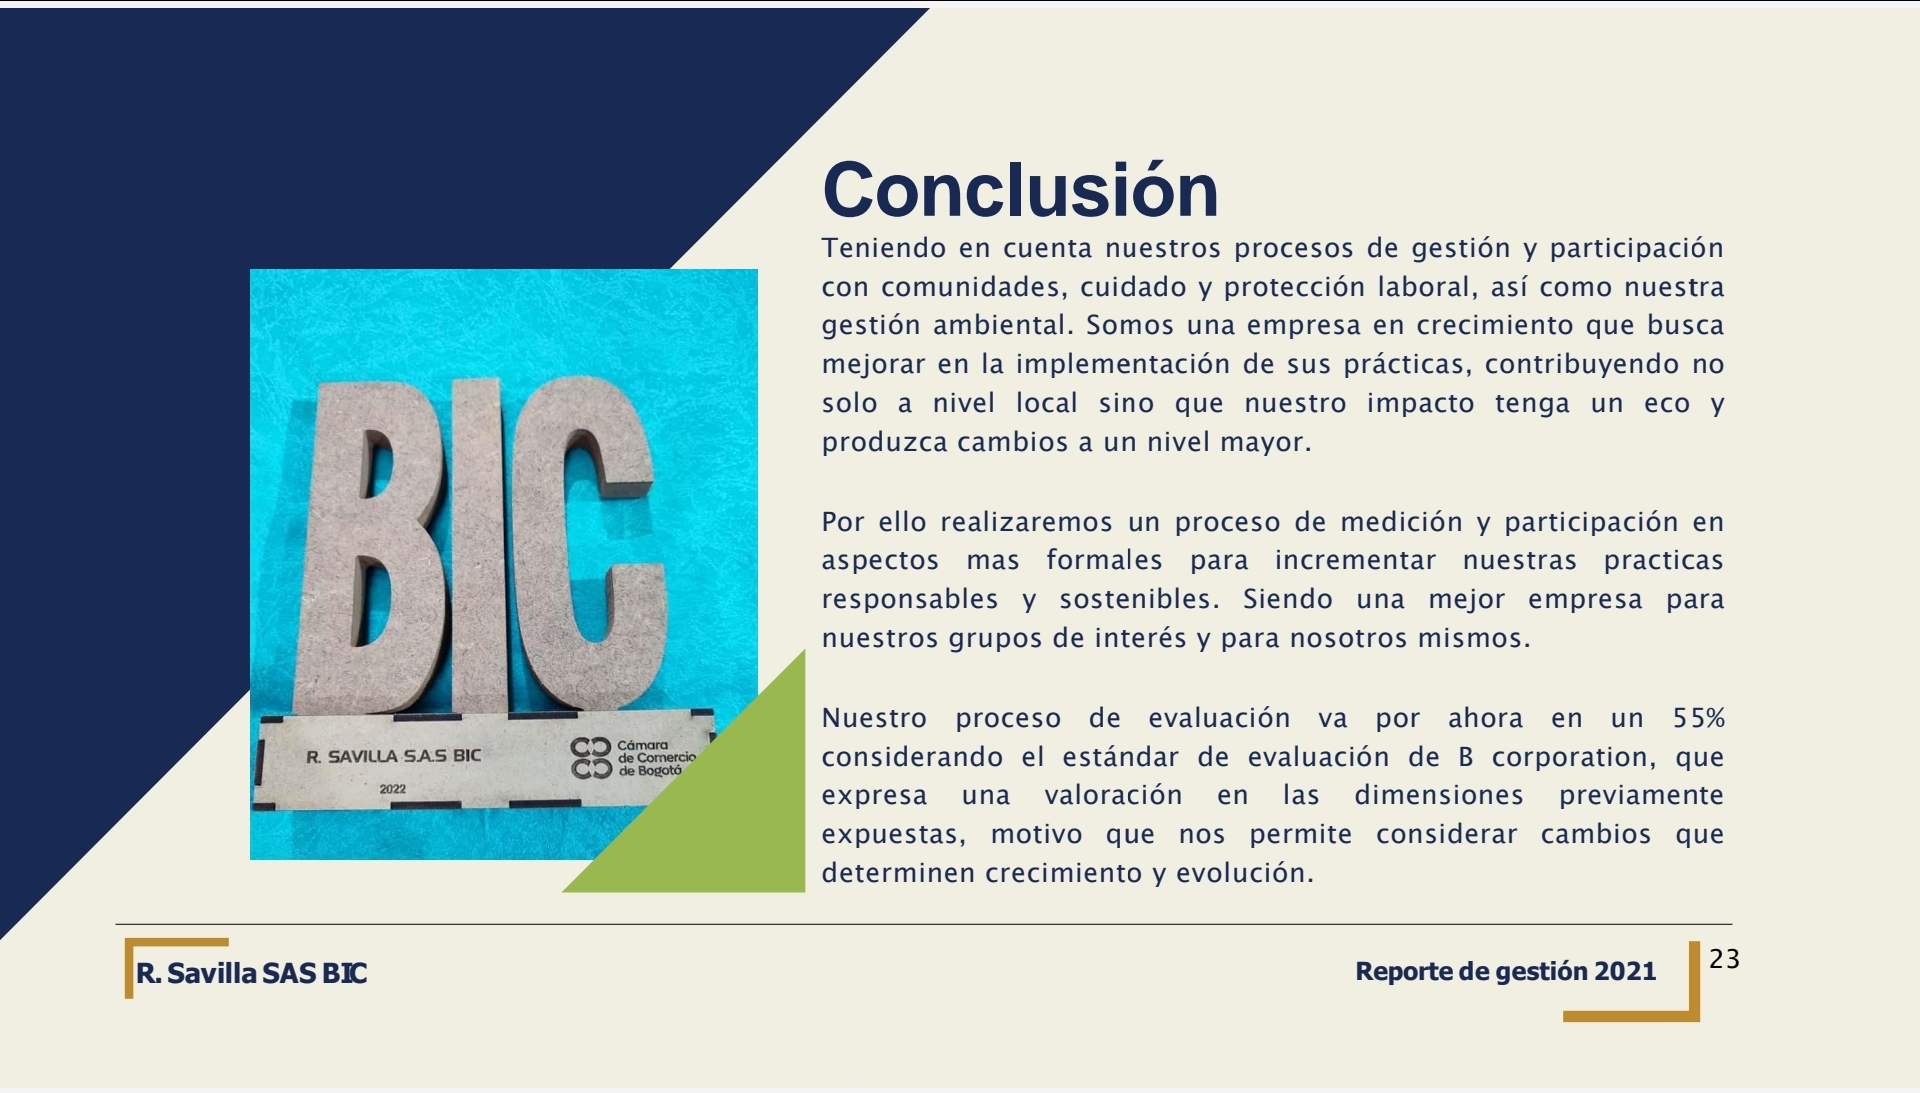 Conclusión
Teniendo en cuenta nuestros procesos de gestión y participación
con comunidades, cuidado y protección laboral, así como nuestra
gestión ambiental. Somos una empresa en crecimiento que busca
mejorar en la implementación de sus prácticas, contribuyendo no
solo a nivel local sino que nuestro impacto tenga un eco y
produzca cambios a un nivel mayor.
Por ello realizaremos un proceso de medición y participación en
aspectos mas formales para incrementar nuestras practicas
responsables y sostenibles. Siendo una mejor empresa para
nuestros grupos de interés y para nosotros mismos.
Nuestro proceso de evaluación va por ahora en un 55%
considerando el estándar de evaluación de B corporation, que
expresa una valoración en las dimensiones previamente
expuestas, motivo que nos permite considerar cambios que
determinen crecimiento y evolución.
BIC
R. SAVILLA S.A.S BIC
2022
Cámara
de Comercio
de Bogotá
R. Savilla SAS BIC
Reporte de gestión 2021
23